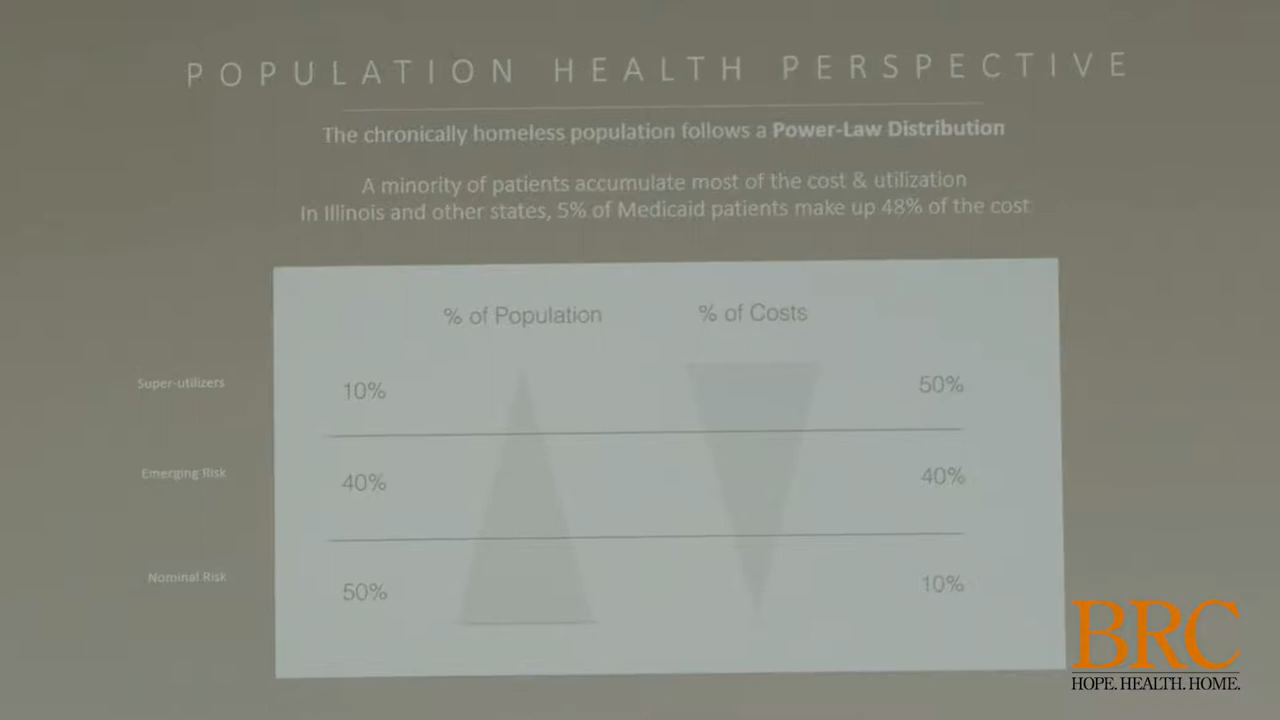 POPULATION HEALTH PERSPECTIVE
The chronically homeless population follows a Power-Law Distribution
A minority of patients accumulate most of the cost & utilization
In Illinois and other states, 5% of Medicaid patients make up 48% of the cost
% of Population % of Costs
Super-utilizers 10% 50%
Emerging Risk 40% 40%
Nominal Risk 50% 10%
BRC
HOPE. HEALTH. HOME.